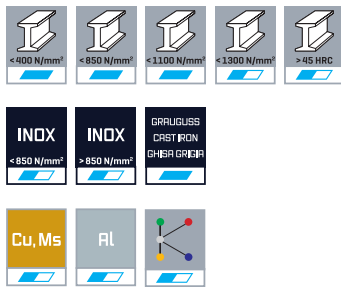 < 400 N/mm² < 850 N/mm² < 1100 N/mm² < 1300 N/mm² > 45 HRC
INOX INOX GRAUGUSS
CAST IRON
GHISA GRIGIA
< 850 N/mm² > 850 N/mm²
Cu, Ms Al